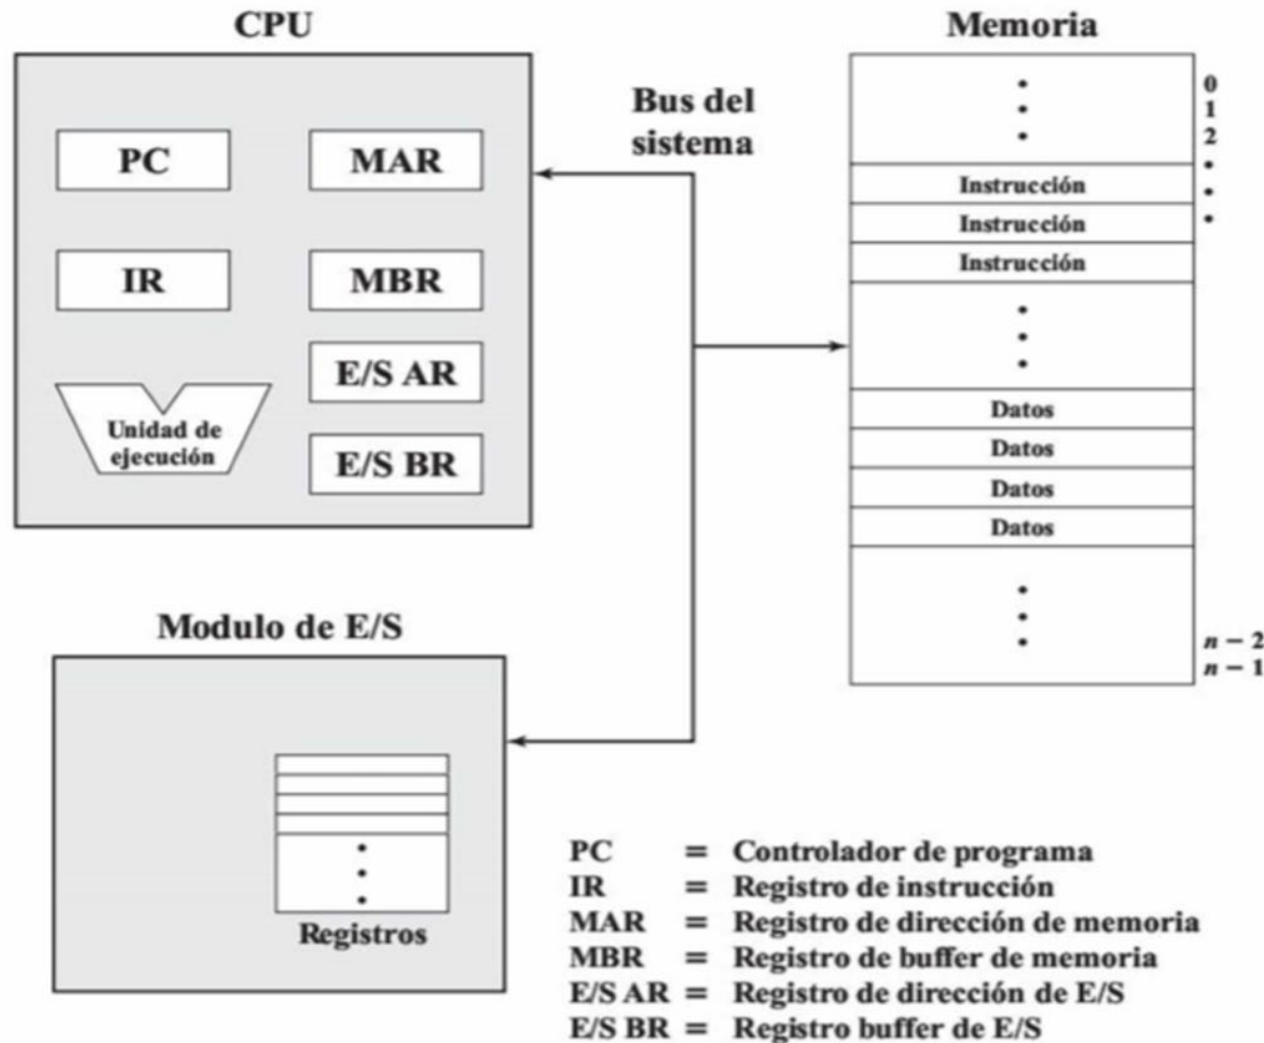 CPU
PC
MAR
IR
MBR
E/S AR
E/S BR
Unidad de
ejecución
Bus del
sistema
Memoria
0
1
2
Instrucción
Instrucción
Instrucción
Datos
Datos
Datos
Datos
n – 2
n – 1
Modulo de E/S
Registros
PC = Controlador de programa
IR = Registro de instrucción
MAR = Registro de dirección de memoria
MBR = Registro de buffer de memoria
E/S AR = Registro de dirección de E/S
E/S BR = Registro buffer de E/S